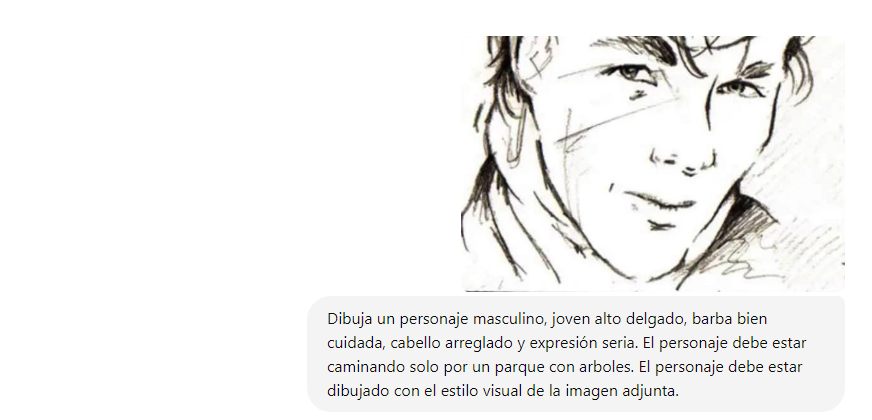 Dibuja un personaje masculino, joven alto delgado, barba bien
cuidada, cabello arreglado y expresión seria. El personaje debe estar
caminando solo por un parque con arboles. El personaje debe estar
dibujado con el estilo visual de la imagen adjunta.